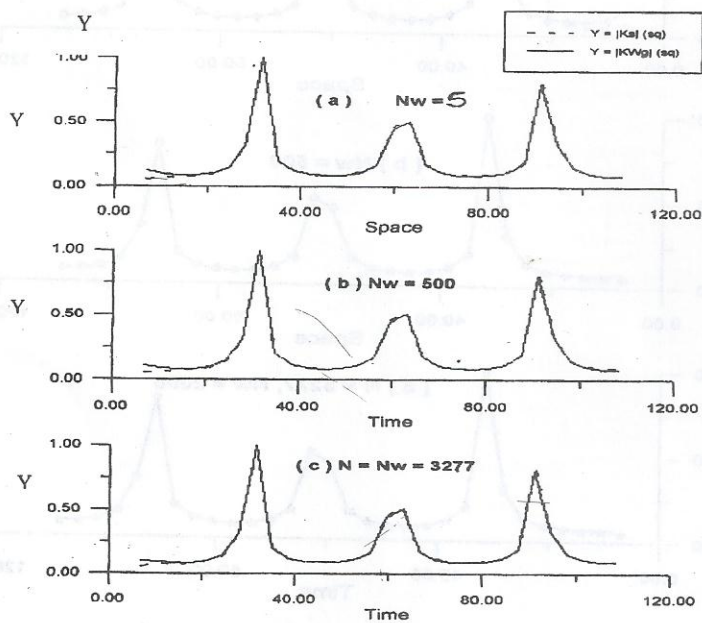 Y
Y = |Ks| (sq)
Y = |KWg| (sq)
1.00
( a ) Nw = 5
Y
0.50
0.00
0.00 40.00 80.00 120.00
Space
1.00
( b ) Nw = 500
Y
0.50
0.00
0.00 40.00 80.00 120.00
Time
1.00
( c ) N = Nw = 3277
Y
0.50
0.00
0.00 40.00 80.00 120.00
Time